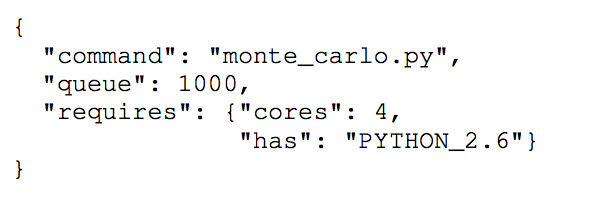 {
  "command": "monte_carlo.py",
  "queue": 1000,
  "requires": {"cores": 4,
               "has": "PYTHON_2.6"}
}